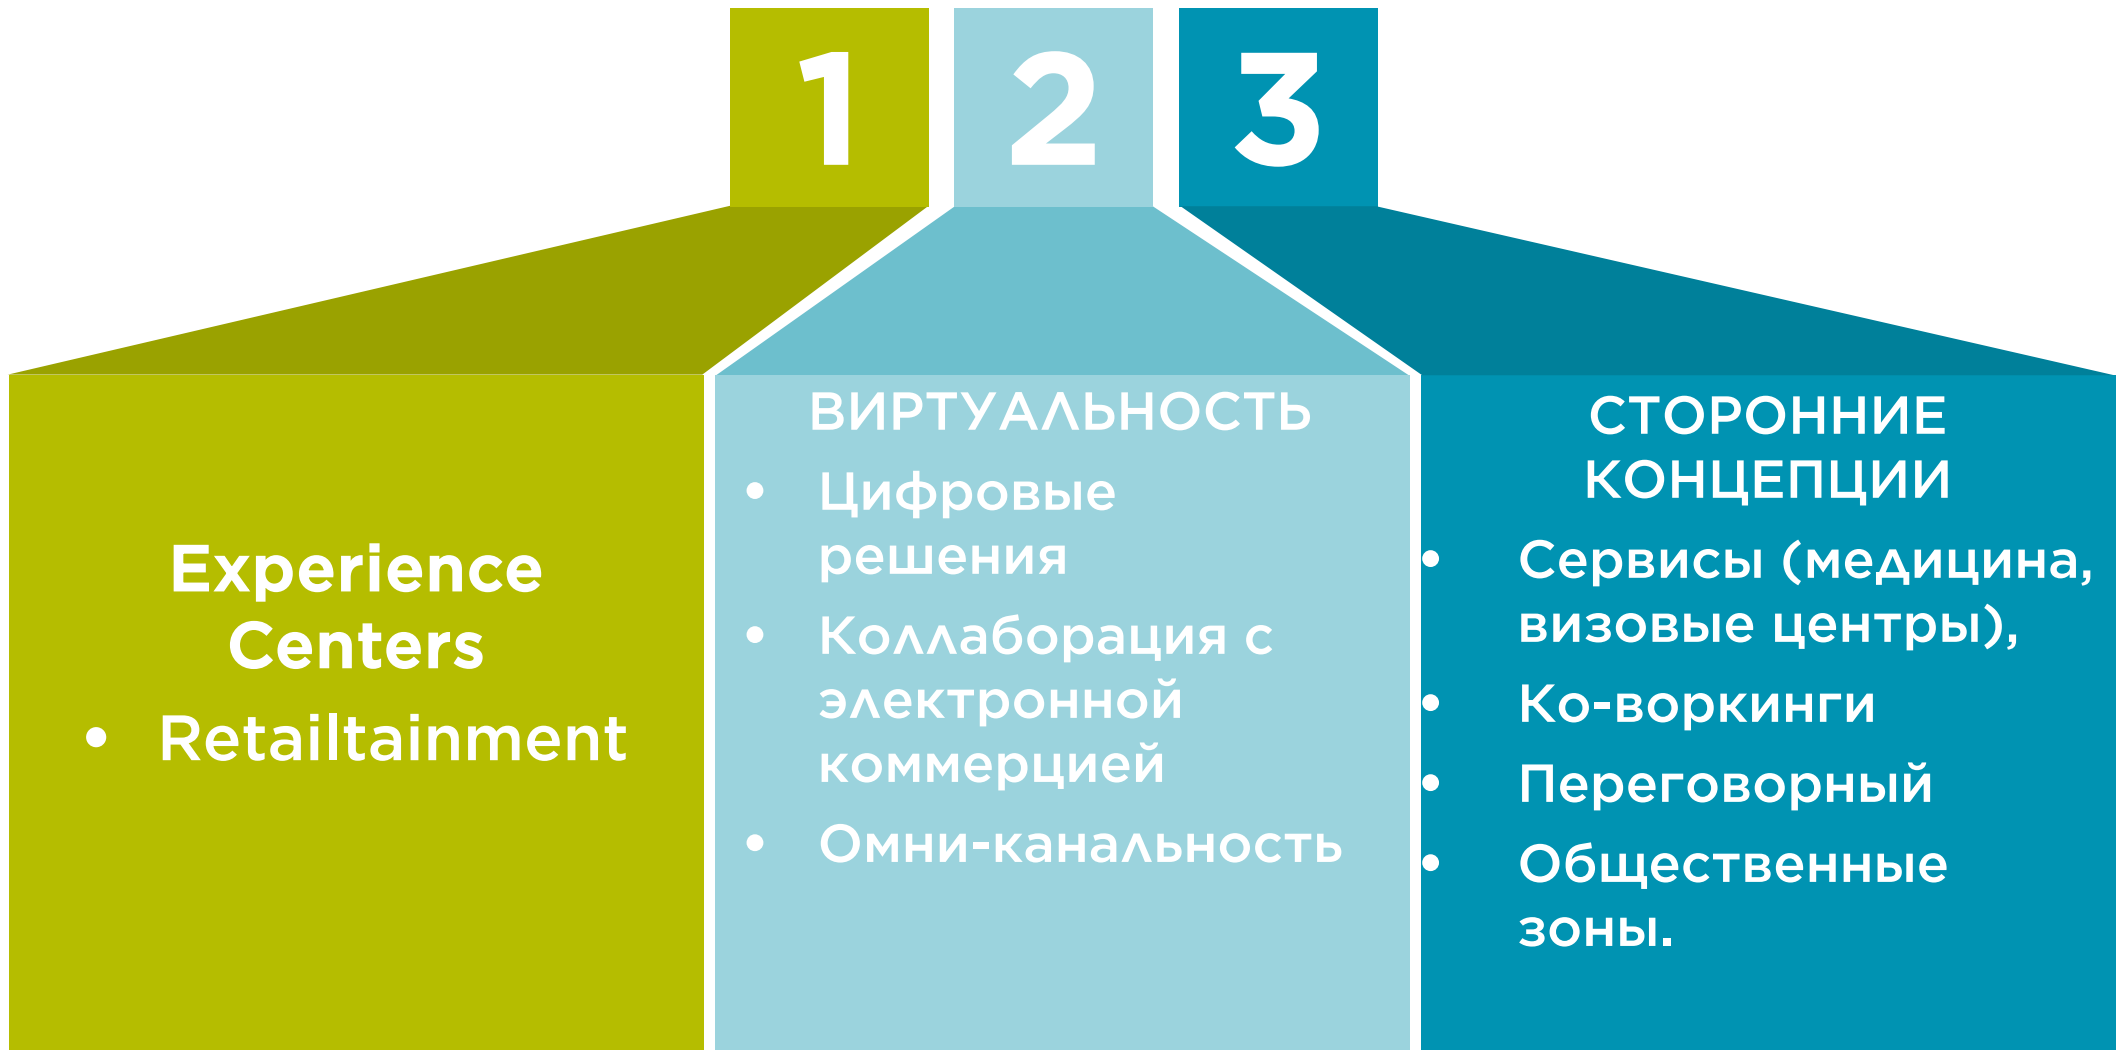 1
2
3
Experience
Centers
• Retailtainment
ВИРТУАЛЬНОСТЬ
• Цифровые
решения
• Коллаборация с
электронной
коммерцией
• Омни-канальность
СТОРОННИЕ
КОНЦЕПЦИИ
• Сервисы (медицина,
визовые центры),
• Ко-воркинги
• Переговорный
• Общественные
зоны.